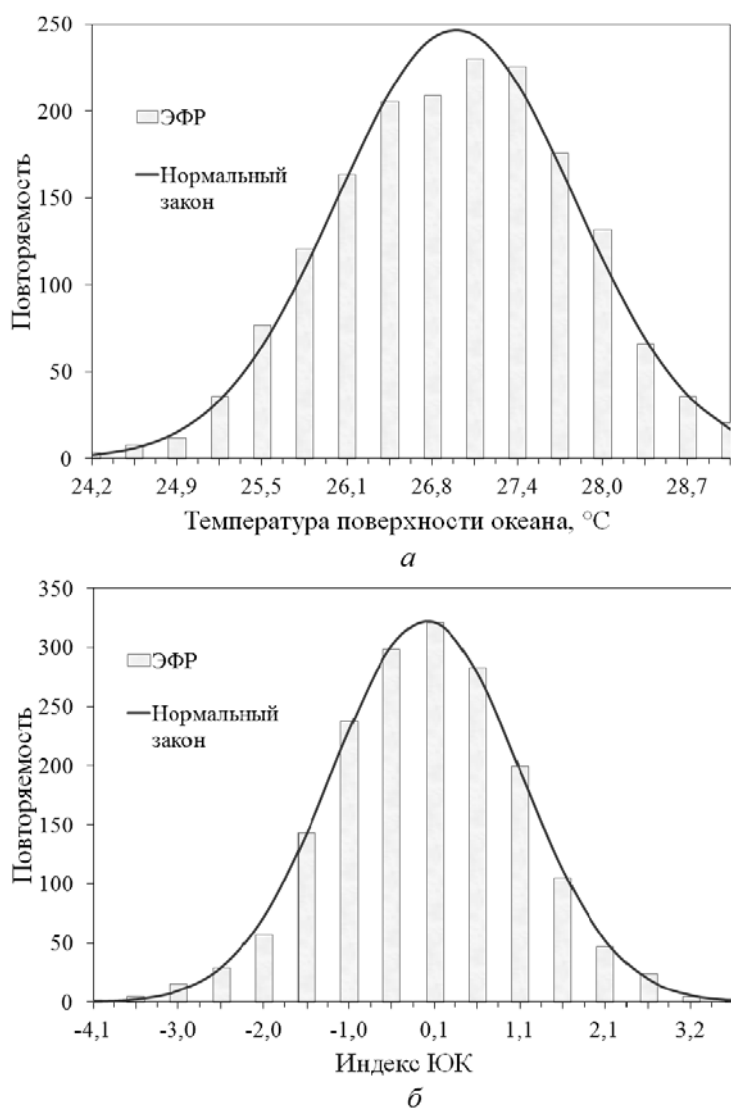 250
200
150
100
50
0
Повторяемость
ЭФР
Нормальный
закон
24,2 24,9 25,5 26,1 26,8 27,4 28,0 28,7
Температура поверхности океана, °C
а
350
300
250
200
150
100
50
0
Повторяемость
ЭФР
Нормальный
закон
-4,1 -3,0 -2,0 -1,0 0,1 1,1 2,1 3,2
Индекс ЮК
б